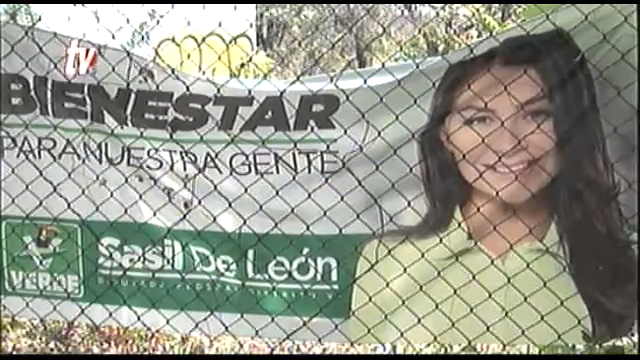 tv
BIENESTAR
PARA NUESTRA GENTE
VERDE
Sasil De León